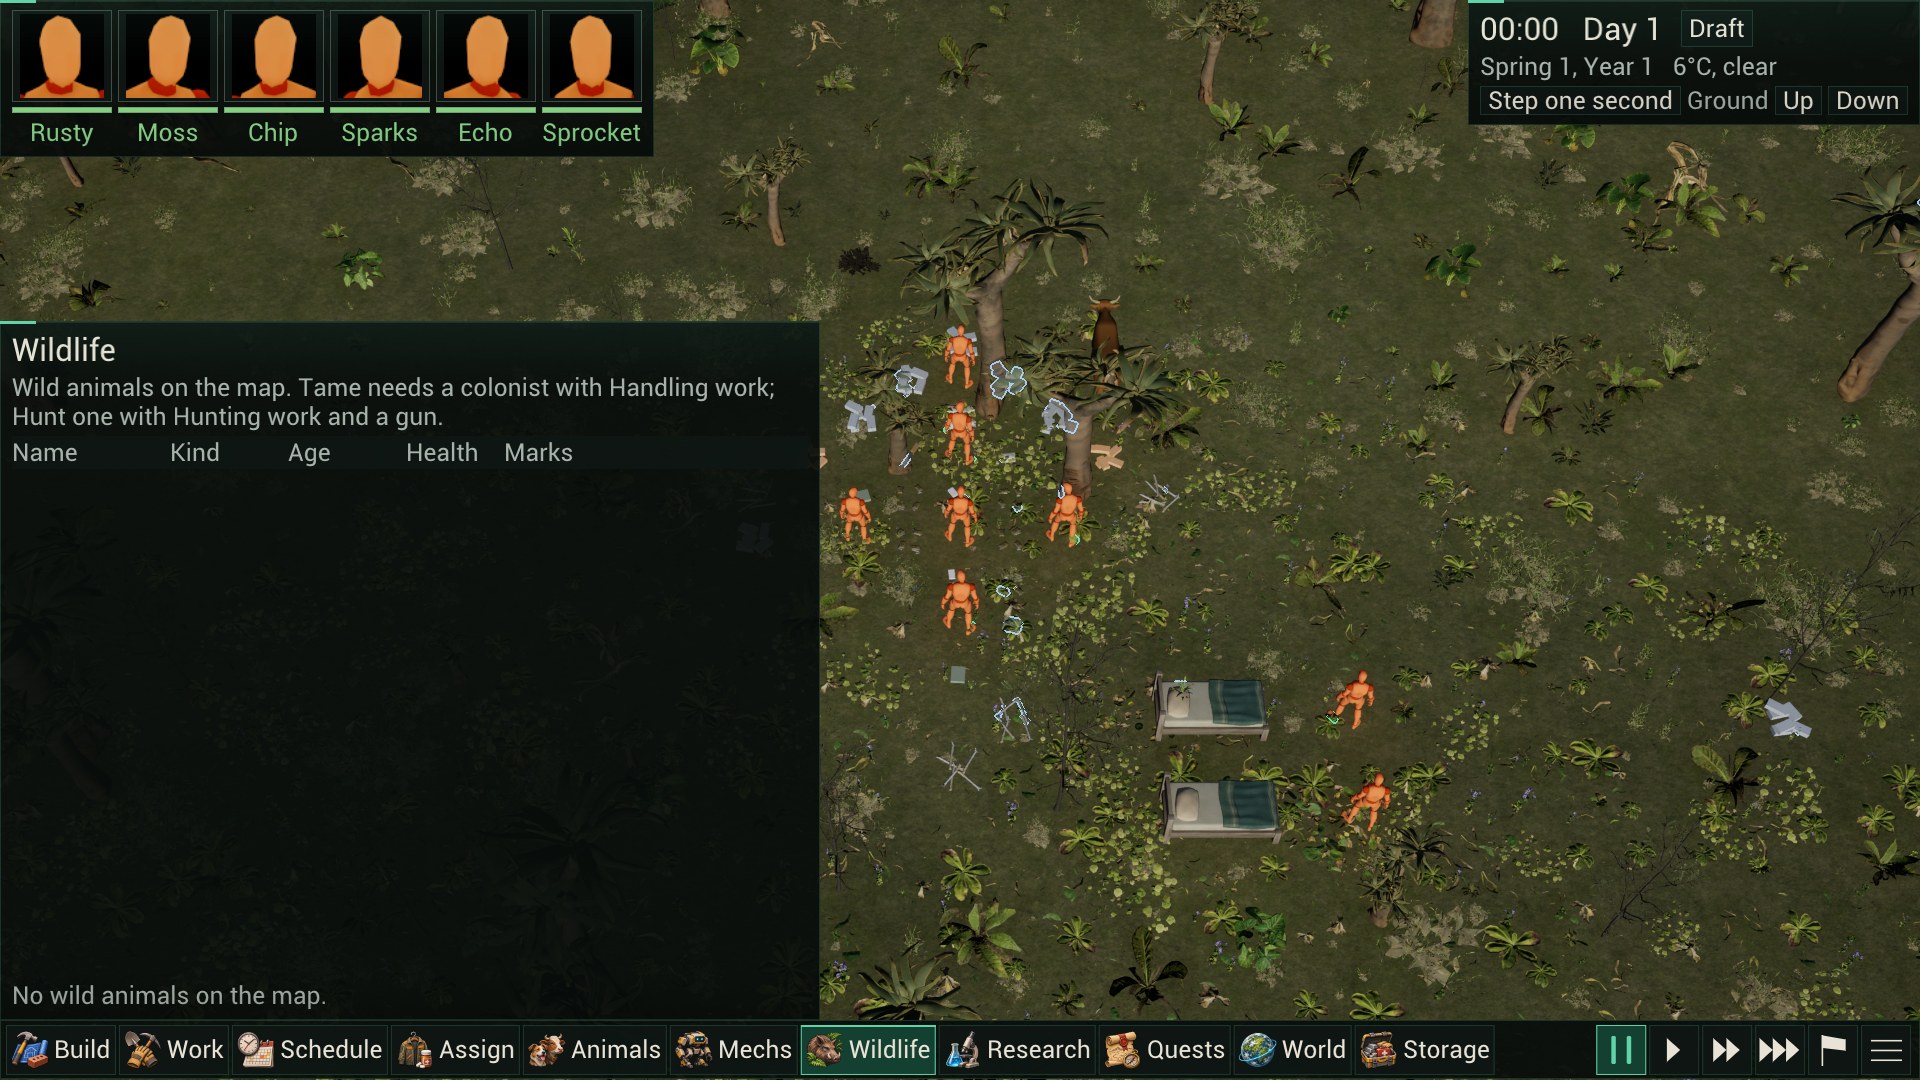 Rusty Moss Chip Sparks Echo Sprocket
00:00 Day 1 Draft
Spring 1, Year 1 6°C, clear
Step one second Ground Up Down
Wildlife
Wild animals on the map. Tame needs a colonist with Handling work;
Hunt one with Hunting work and a gun.
Name Kind Age Health Marks
No wild animals on the map.
Build Work Schedule Assign Animals Mechs Wildlife Research Quests World Storage